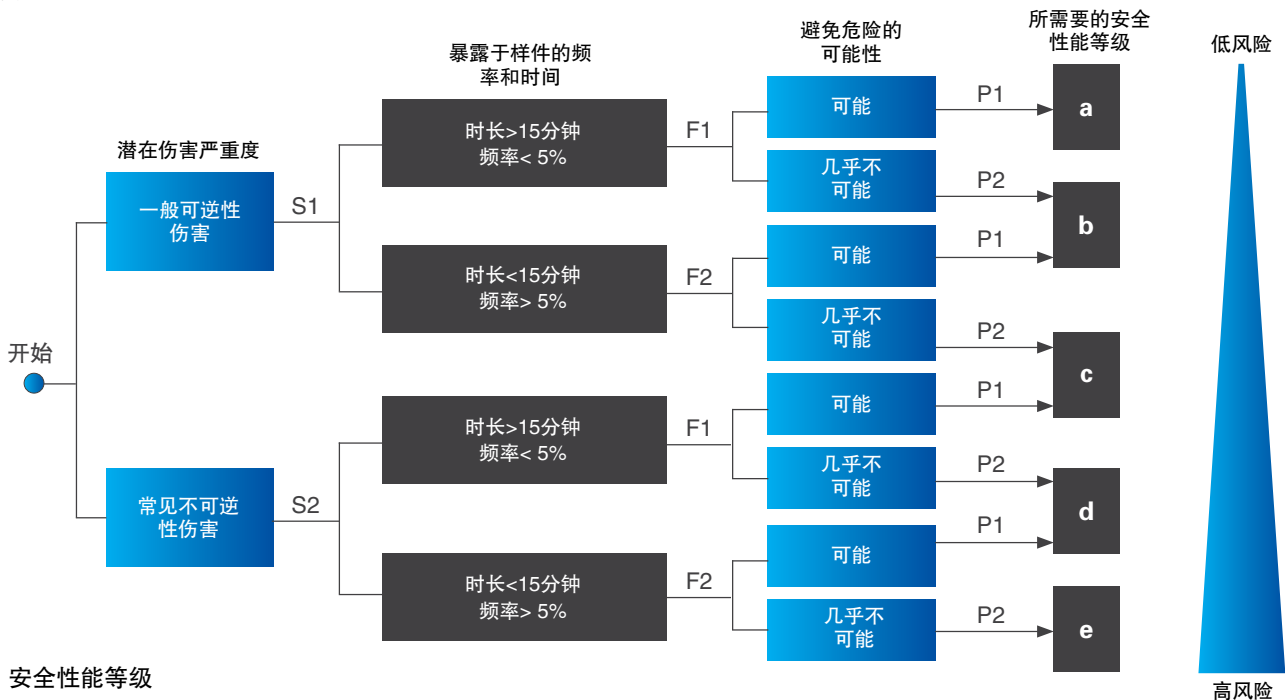 所需要的安全
性能等级
避免危险的
可能性
低风险
暴露于样件的频
率和时间
潜在伤害严重度
开始
一般可逆性
伤害
S1
时长>15分钟
频率< 5%
F1
可能
P1
a
几乎不
可能
P2
b
时长<15分钟
频率> 5%
F2
可能
P1
几乎不
可能
P2
c
常见不可逆
性伤害
S2
时长>15分钟
频率< 5%
F1
可能
P1
几乎不
可能
P2
d
时长<15分钟
频率> 5%
F2
可能
P1
几乎不
可能
P2
e
安全性能等级
高风险